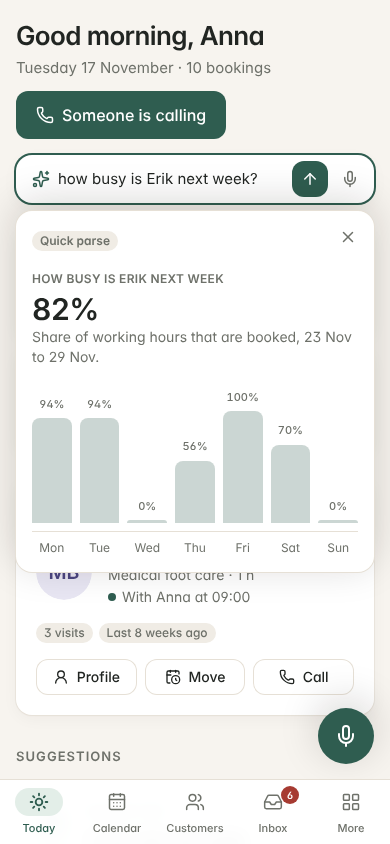 Good morning, Anna
Tuesday 17 November · 10 bookings
Someone is calling
how busy is Erik next week?
Quick parse
HOW BUSY IS ERIK NEXT WEEK
82%
Share of working hours that are booked, 23 Nov
to 29 Nov.
94% 94% 0% 56% 100% 70% 0%
Mon Tue Wed Thu Fri Sat Sun
MB
Medical foot care · 1 h
With Anna at 09:00
3 visits Last 8 weeks ago
Profile Move Call
SUGGESTIONS
6
Today Calendar Customers Inbox More